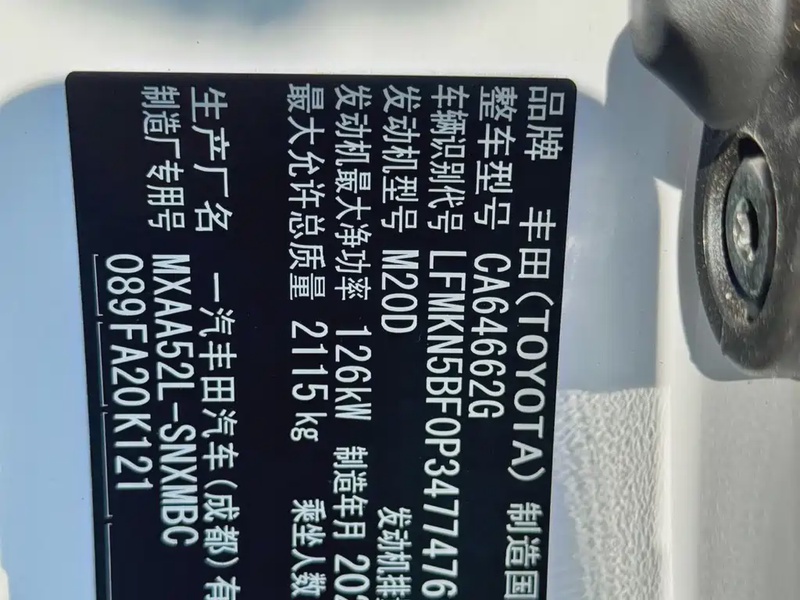 品牌 丰田(TOYOTA) 制造国
整车型号 CA64662G
车辆识别代号 LFMKN5BF0P3477476
发动机型号 M20D 发动机排
发动机最大净功率 126kW 制造年月 202
最大允许总质量 2115kg 乘坐人数
生产厂名 一汽丰田汽车(成都)有
制造厂专用号 MXAA52L-SNXMBC
089FA20K121